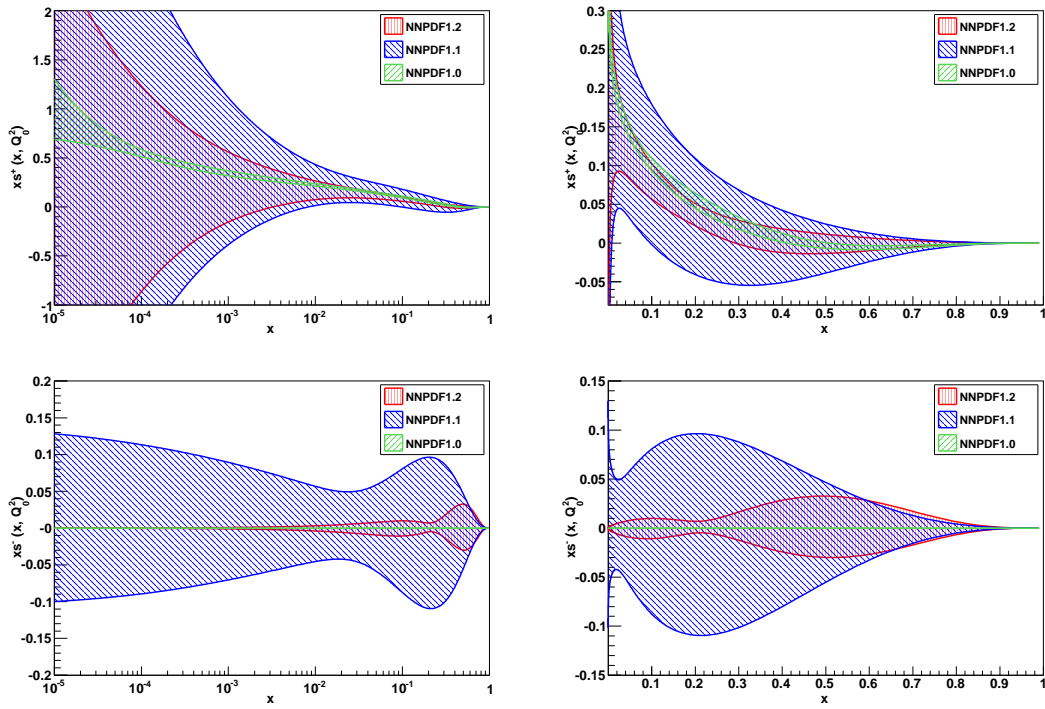 2
1.5
1
0.5
0
-0.5
-1
xs⁺ (x, Q₀²)
NNPDF1.2
NNPDF1.1
NNPDF1.0
10⁻⁵ 10⁻⁴ 10⁻³ 10⁻² 10⁻¹ 1
x
0.3
0.25
0.2
0.15
0.1
0.05
0
-0.05
xs⁺ (x, Q₀²)
NNPDF1.2
NNPDF1.1
NNPDF1.0
0.1 0.2 0.3 0.4 0.5 0.6 0.7 0.8 0.9 1
x
0.2
0.15
0.1
0.05
-0
-0.05
-0.1
-0.15
-0.2
xs⁻ (x, Q₀²)
NNPDF1.2
NNPDF1.1
NNPDF1.0
10⁻⁵ 10⁻⁴ 10⁻³ 10⁻² 10⁻¹ 1
x
0.15
0.1
0.05
0
-0.05
-0.1
-0.15
xs⁻ (x, Q₀²)
NNPDF1.2
NNPDF1.1
NNPDF1.0
0.1 0.2 0.3 0.4 0.5 0.6 0.7 0.8 0.9 1
x